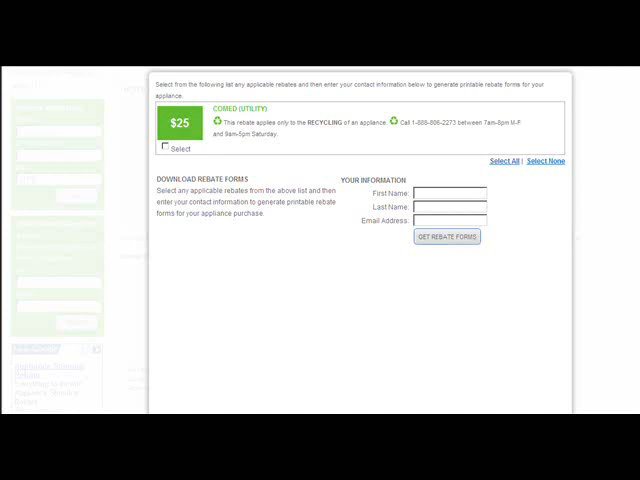 Select from the following list any applicable rebates and then enter your contact information below to generate printable rebate forms for your
appliance.
$25
COMED (UTILITY)
This rebate applies only to the RECYCLING of an appliance. Call 1-888-806-2273 between 7am-8pm M-F
and 9am-5pm Saturday.
Select
Select All | Select None
DOWNLOAD REBATE FORMS
Select any applicable rebates from the above list and then
enter your contact information to generate printable rebate
forms for your appliance purchase.
YOUR INFORMATION
First Name:
Last Name:
Email Address:
GET REBATE FORMS